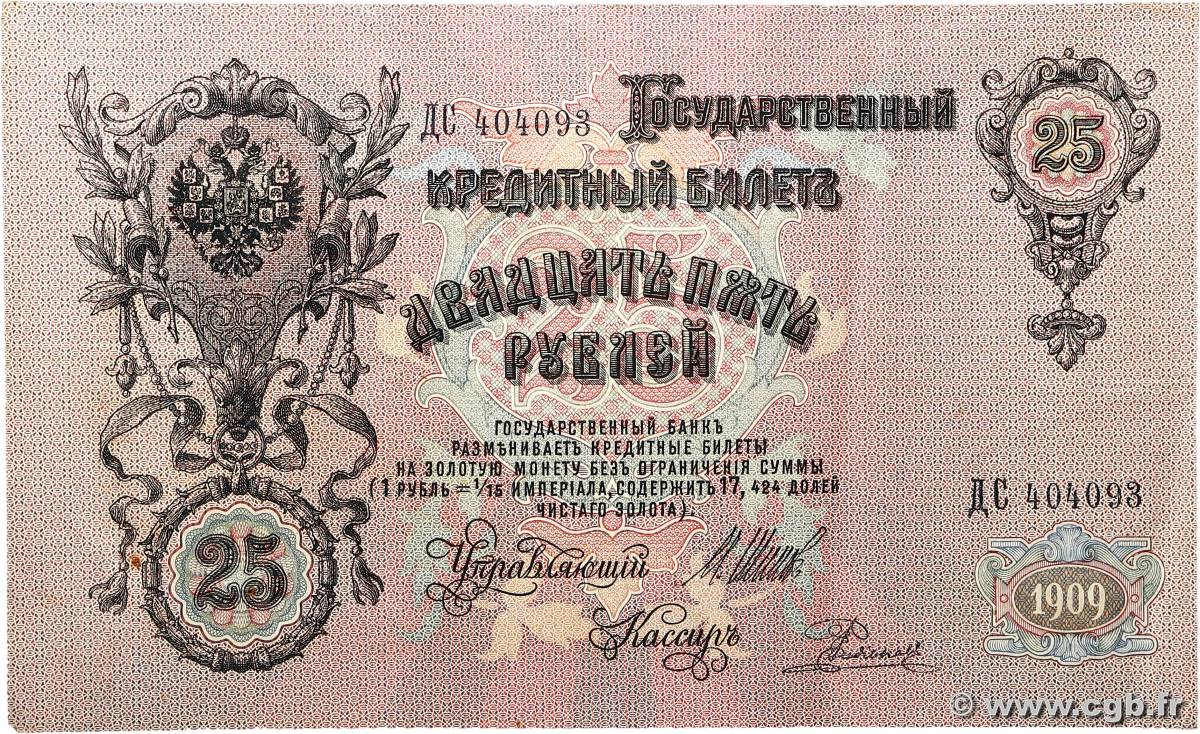 ДС 404093
Государственный
25
кредитный билетъ
двадцать пять
рублей
Государственный банкъ
размѣниваетъ кредитные билеты
на золотую монету безъ ограниченія суммы
(1 рубль = 1/15 имперіала, содержитъ 17,424 долей
чистаго золота).
ДС 404093
25
Управляющій
1909
Кассиръ
© www.cgb.fr